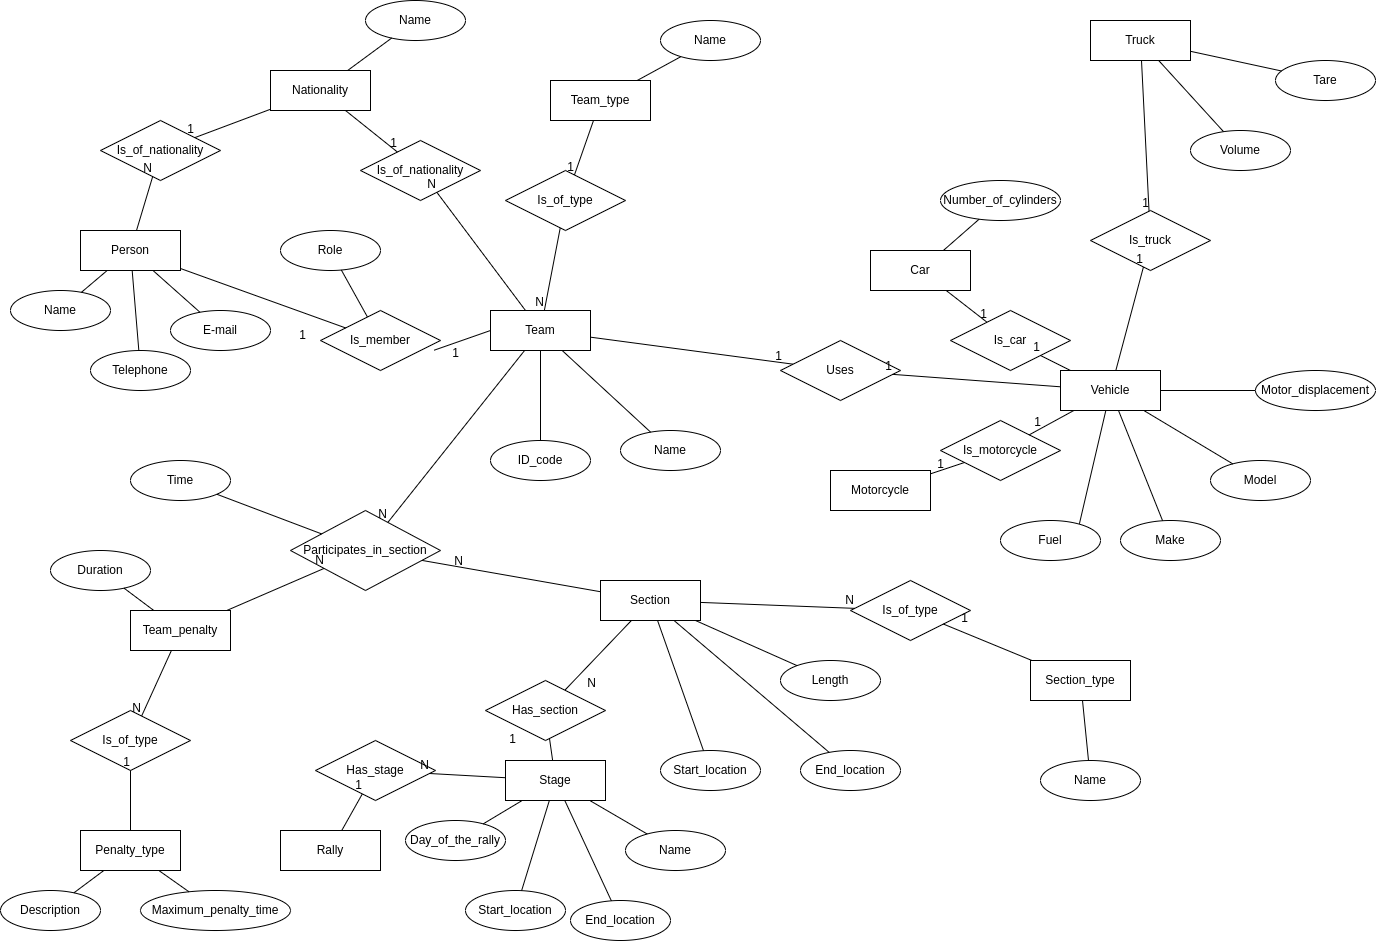 Name
Nationality
Name
Team_type
Truck
Tare
Volume
1
Is_of_nationality
N
1
Is_of_nationality
N
1
Is_of_type
N
Number_of_cylinders
Car
1
Is_truck
1
Person
Role
Name
E-mail
Telephone
1
Is_member
1
Team
1
Uses
1
1
Is_car
1
Vehicle
Motor_displacement
ID_code
Name
1
Is_motorcycle
1
Motorcycle
Model
Fuel
Make
Time
N
Participates_in_section
N
N
Duration
Team_penalty
Section
N
Is_of_type
1
Section_type
Name
Length
N
Has_section
1
Start_location
End_location
N
Is_of_type
1
Has_stage
N
1
Stage
Penalty_type
Rally
Day_of_the_rally
Name
Description
Maximum_penalty_time
Start_location
End_location